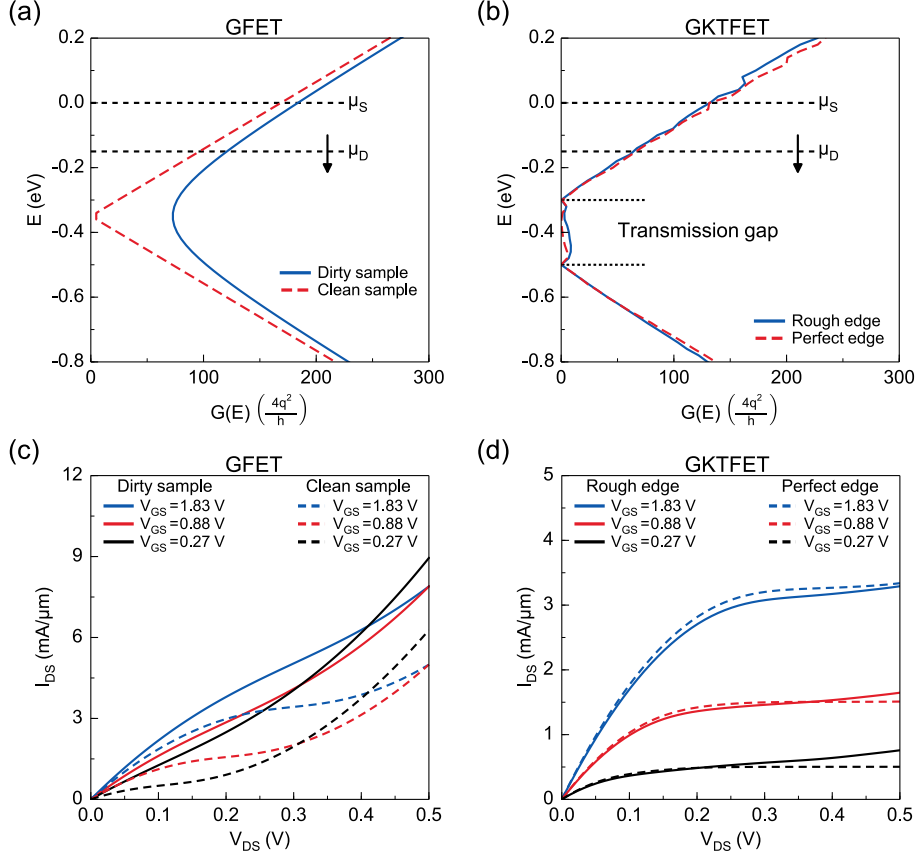 (a)
GFET
0.2
0.0
-0.2
-0.4
-0.6
-0.8
E (eV)
μS
μD
Dirty sample
Clean sample
0 100 200 300
G(E) (4q²/h)
(b)
GKTFET
0.2
0.0
-0.2
-0.4
-0.6
-0.8
E (eV)
μS
μD
Transmission gap
Rough edge
Perfect edge
0 100 200 300
G(E) (4q²/h)
(c)
GFET
12
9
6
3
0
IDS (mA/μm)
Dirty sample
VGS=1.83 V
VGS=0.88 V
VGS=0.27 V
Clean sample
VGS=1.83 V
VGS=0.88 V
VGS=0.27 V
0.0 0.1 0.2 0.3 0.4 0.5
VDS (V)
(d)
GKTFET
5
4
3
2
1
0
IDS (mA/μm)
Rough edge
VGS=1.83 V
VGS=0.88 V
VGS=0.27 V
Perfect edge
VGS=1.83 V
VGS=0.88 V
VGS=0.27 V
0.0 0.1 0.2 0.3 0.4 0.5
VDS (V)